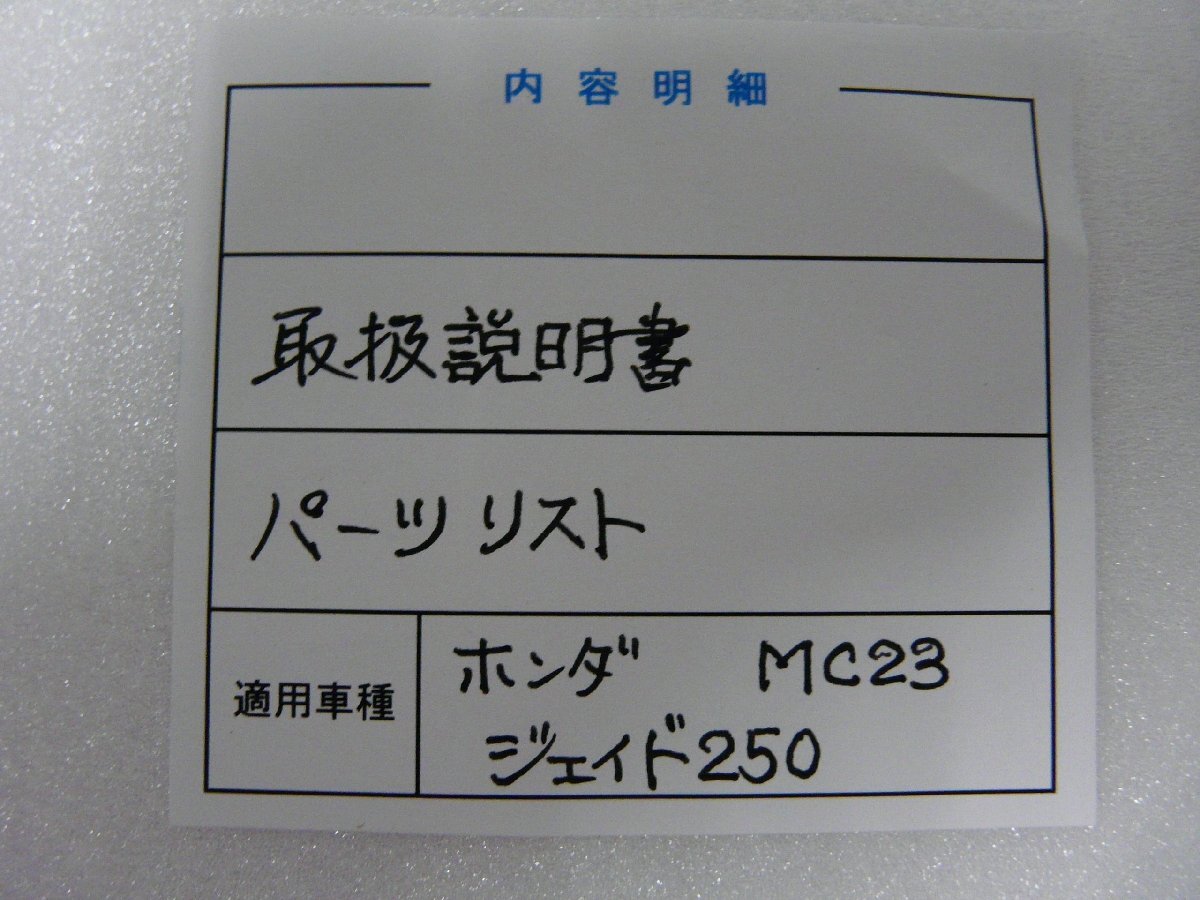 内容明細
取扱説明書
パーツリスト
適用車種
ホンダ MC23
ジェイド250